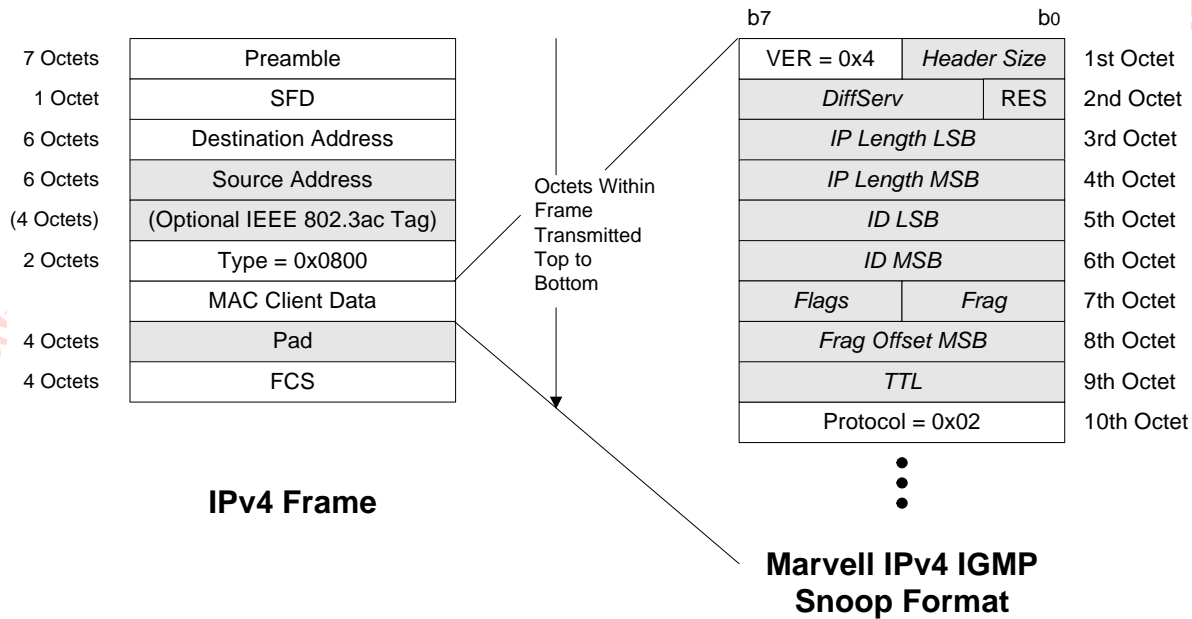 7 Octets Preamble
1 Octet SFD
6 Octets Destination Address
6 Octets Source Address
(4 Octets) (Optional IEEE 802.3ac Tag)
2 Octets Type = 0x0800
MAC Client Data
4 Octets Pad
4 Octets FCS
IPv4 Frame
Octets Within
Frame
Transmitted
Top to
Bottom
b7 b0
VER = 0x4 Header Size 1st Octet
DiffServ RES 2nd Octet
IP Length LSB 3rd Octet
IP Length MSB 4th Octet
ID LSB 5th Octet
ID MSB 6th Octet
Flags Frag 7th Octet
Frag Offset MSB 8th Octet
TTL 9th Octet
Protocol = 0x02 10th Octet
Marvell IPv4 IGMP
Snoop Format